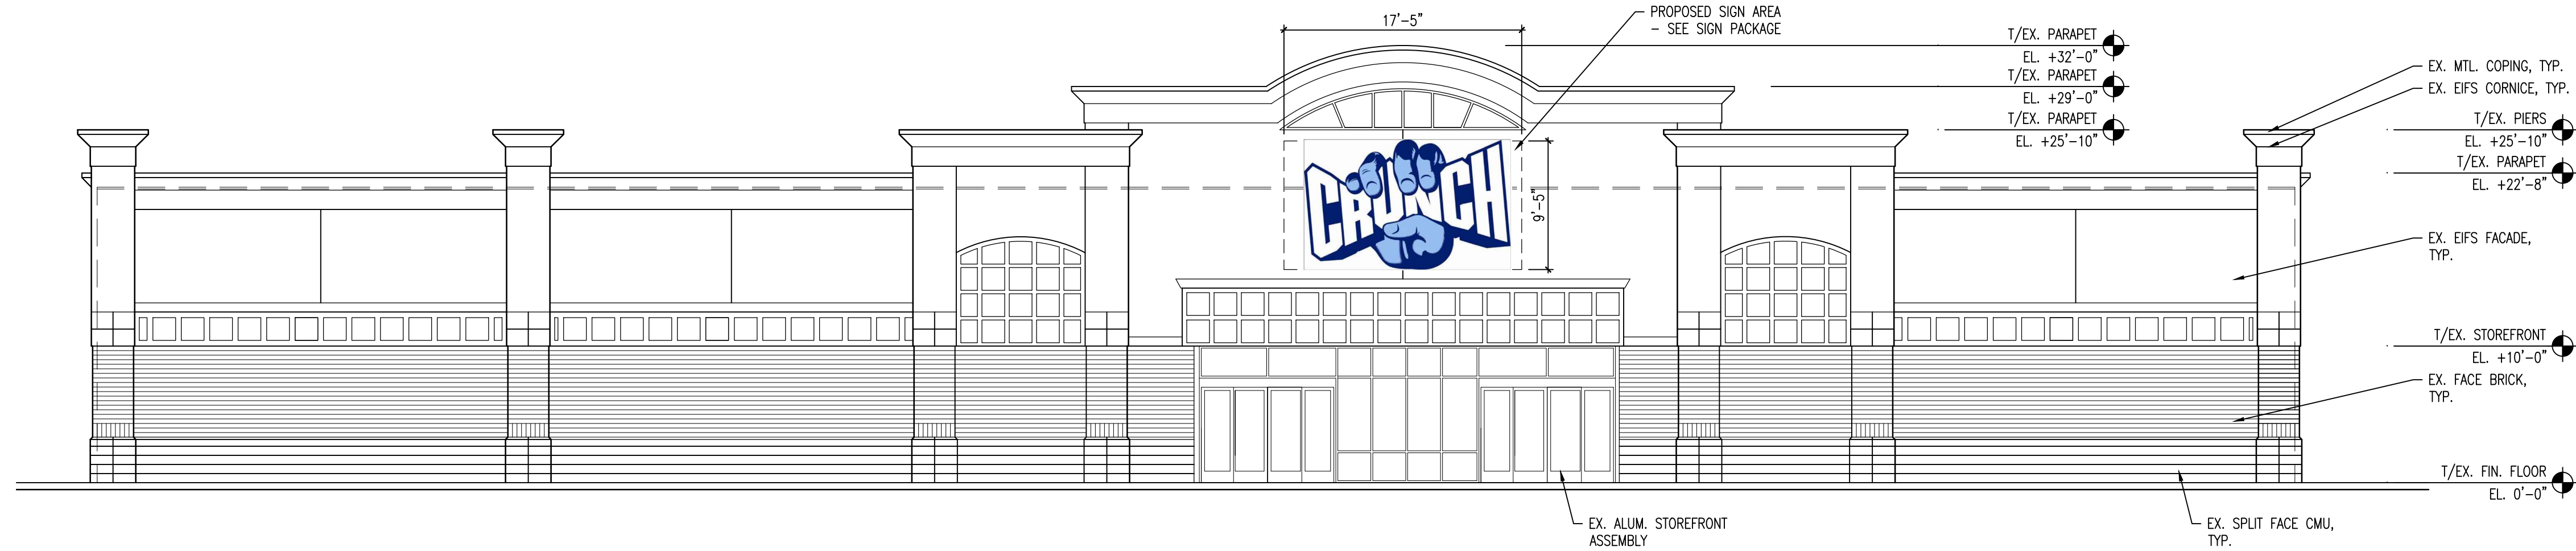 17'-5"
PROPOSED SIGN AREA
- SEE SIGN PACKAGE
T/EX. PARAPET
EL. +32'-0"
T/EX. PARAPET
EL. +29'-0"
T/EX. PARAPET
EL. +25'-10"
EX. MTL. COPING, TYP.
EX. EIFS CORNICE, TYP.
T/EX. PIERS
EL. +25'-10"
T/EX. PARAPET
EL. +22'-8"
CRUNCH
9'-5"
EX. EIFS FACADE,
TYP.
T/EX. STOREFRONT
EL. +10'-0"
EX. FACE BRICK,
TYP.
T/EX. FIN. FLOOR
EL. 0'-0"
EX. ALUM. STOREFRONT
ASSEMBLY
EX. SPLIT FACE CMU,
TYP.